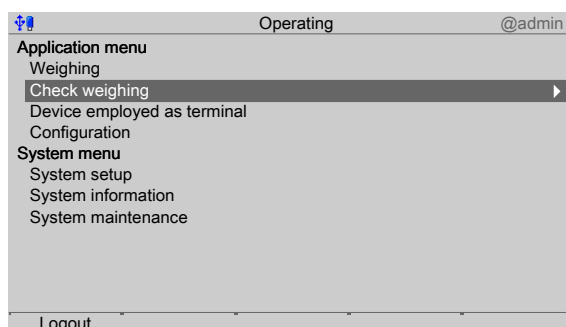 Operating @admin
Application menu
Weighing
Check weighing
Device employed as terminal
Configuration
System menu
System setup
System information
System maintenance
Logout